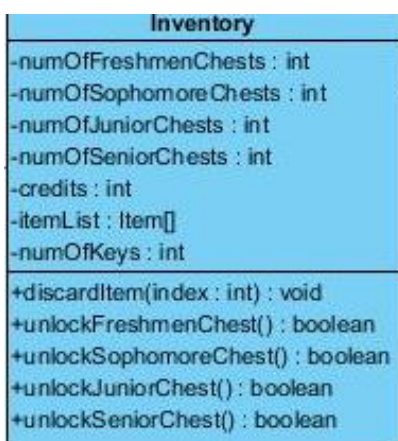 Inventory
-numOfFreshmenChests : int
-numOfSophomoreChests : int
-numOfJuniorChests : int
-numOfSeniorChests : int
-credits : int
-itemList : Item[]
-numOfKeys : int
+discardItem(index : int) : void
+unlockFreshmenChest() : boolean
+unlockSophomoreChest() : boolean
+unlockJuniorChest() : boolean
+unlockSeniorChest() : boolean